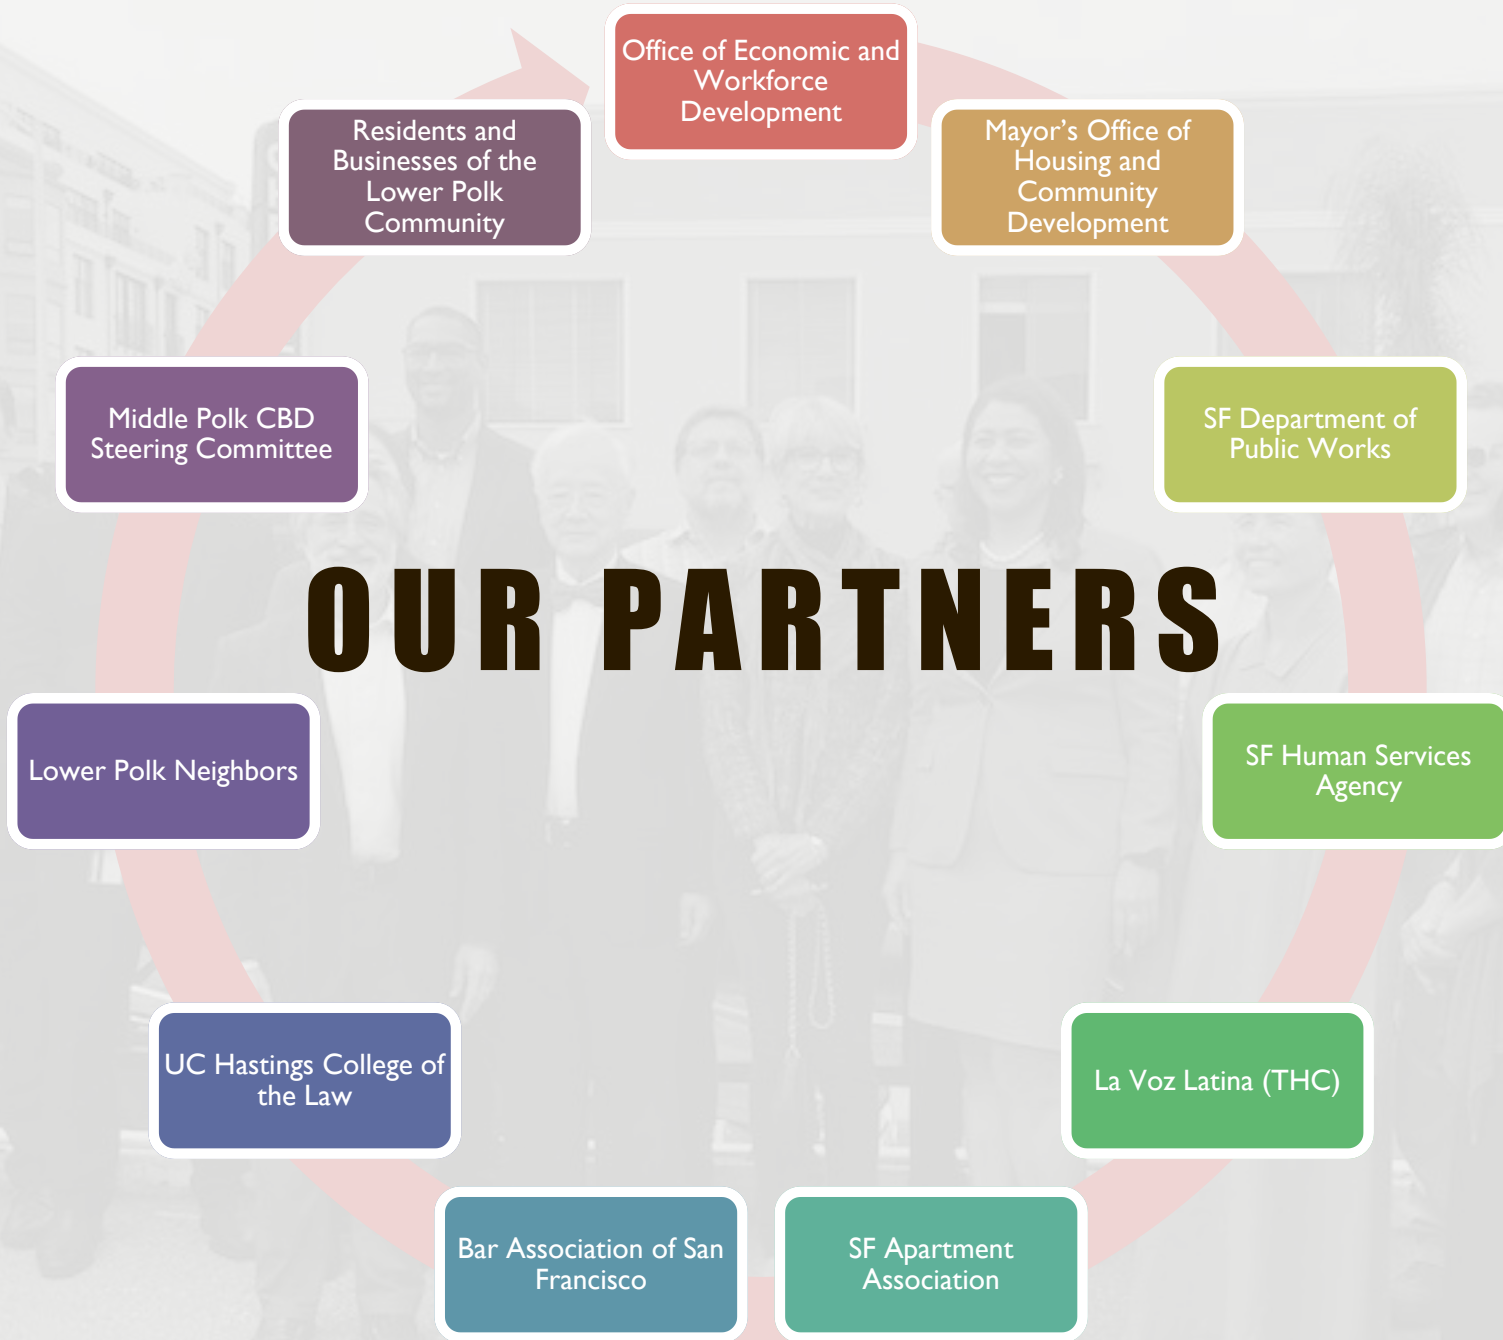 Office of Economic and
Workforce
Development
Mayor’s Office of
Housing and
Community
Development
SF Department of
Public Works
SF Human Services
Agency
La Voz Latina (THC)
SF Apartment
Association
Bar Association of San
Francisco
UC Hastings College of
the Law
Lower Polk Neighbors
Middle Polk CBD
Steering Committee
Residents and
Businesses of the
Lower Polk
Community
OUR PARTNERS